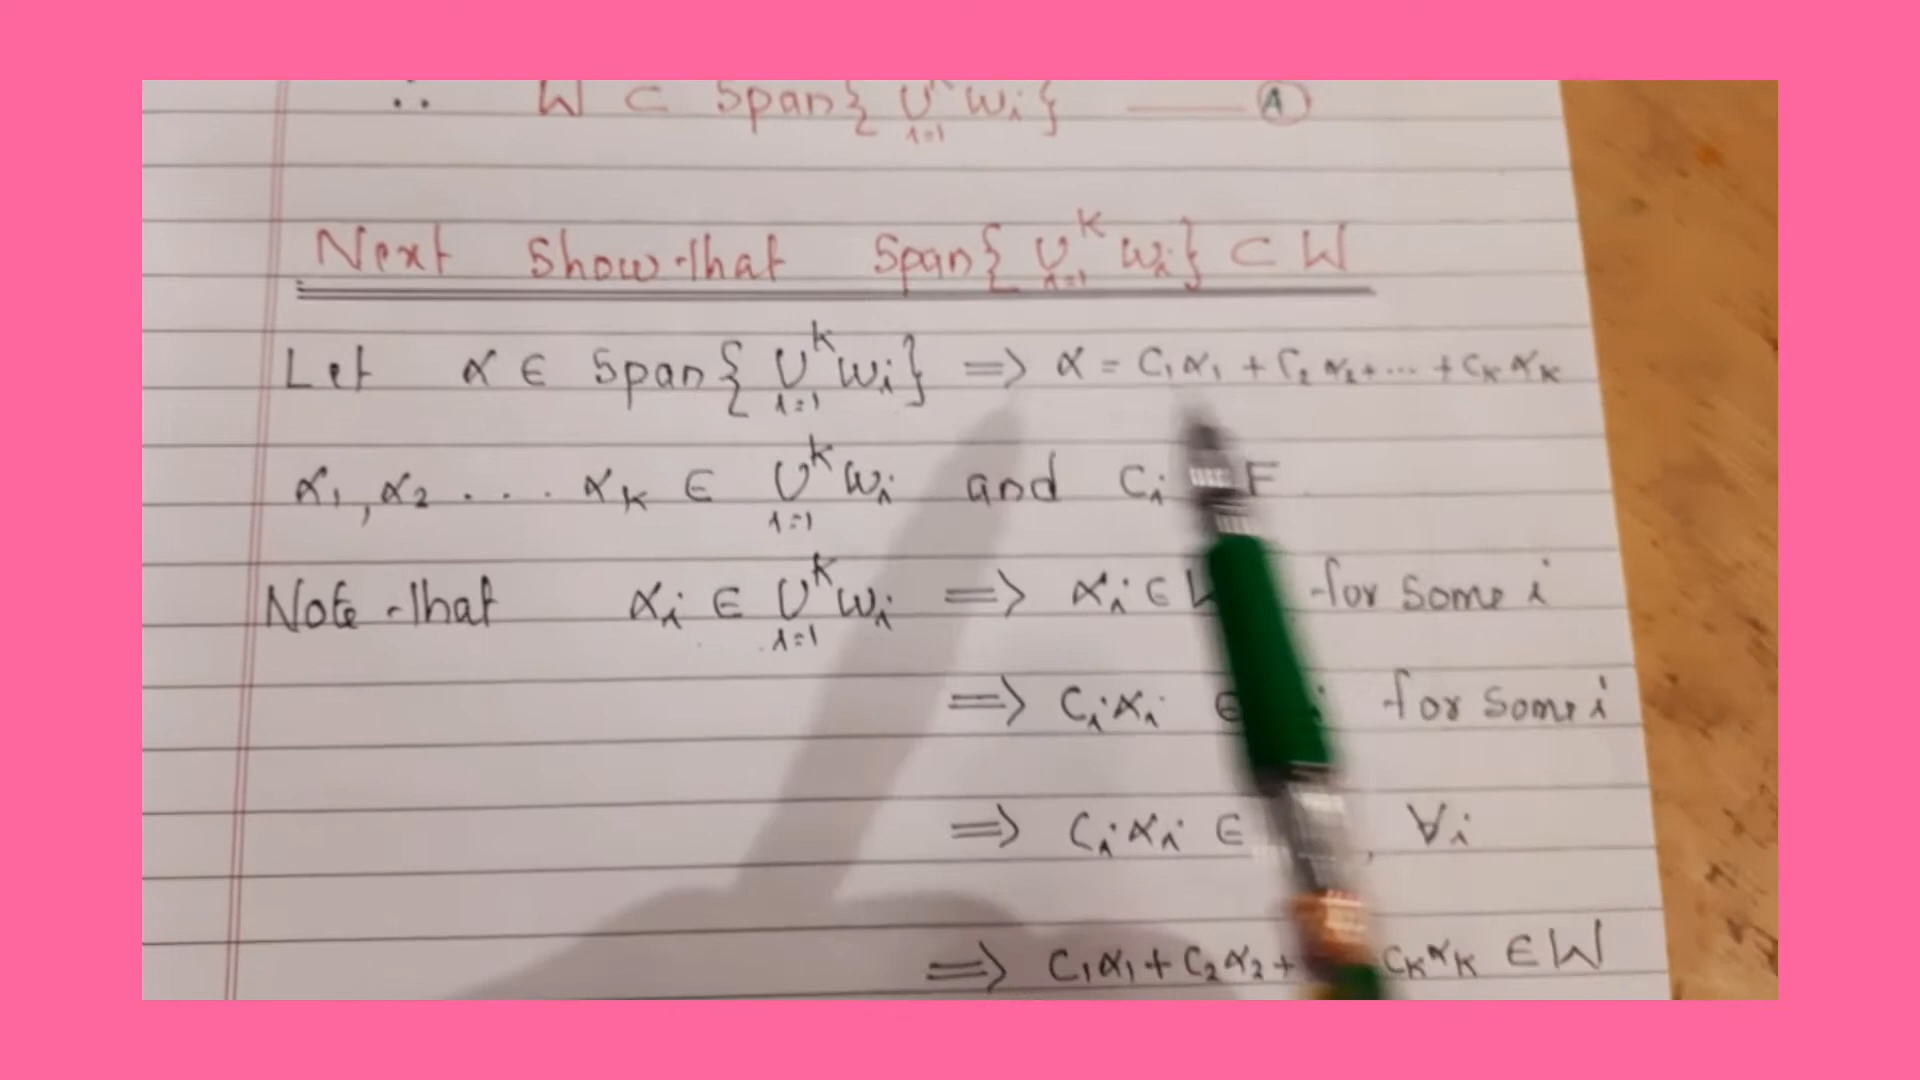 ∴ W ⊂ Span{ ∪ᵏᵢ₌₁ Wᵢ } —— Ⓐ
Next Show that Span{ ∪ᵏᵢ₌₁ Wᵢ } ⊂ W
Let α ∈ Span{ ∪ᵏᵢ₌₁ Wᵢ } => α = C₁α₁ + C₂α₂ + ... + Cₖαₖ
α₁, α₂ .... αₖ ∈ ∪ᵏᵢ₌₁ Wᵢ and Cᵢ F.
Note that αᵢ ∈ ∪ᵏᵢ₌₁ Wᵢ => αᵢ ∈ for some i
=> Cᵢαᵢ for some i
=> Cᵢαᵢ ∈ , ∀i
=> C₁α₁ + C₂α₂ + Cₖαₖ ∈ W